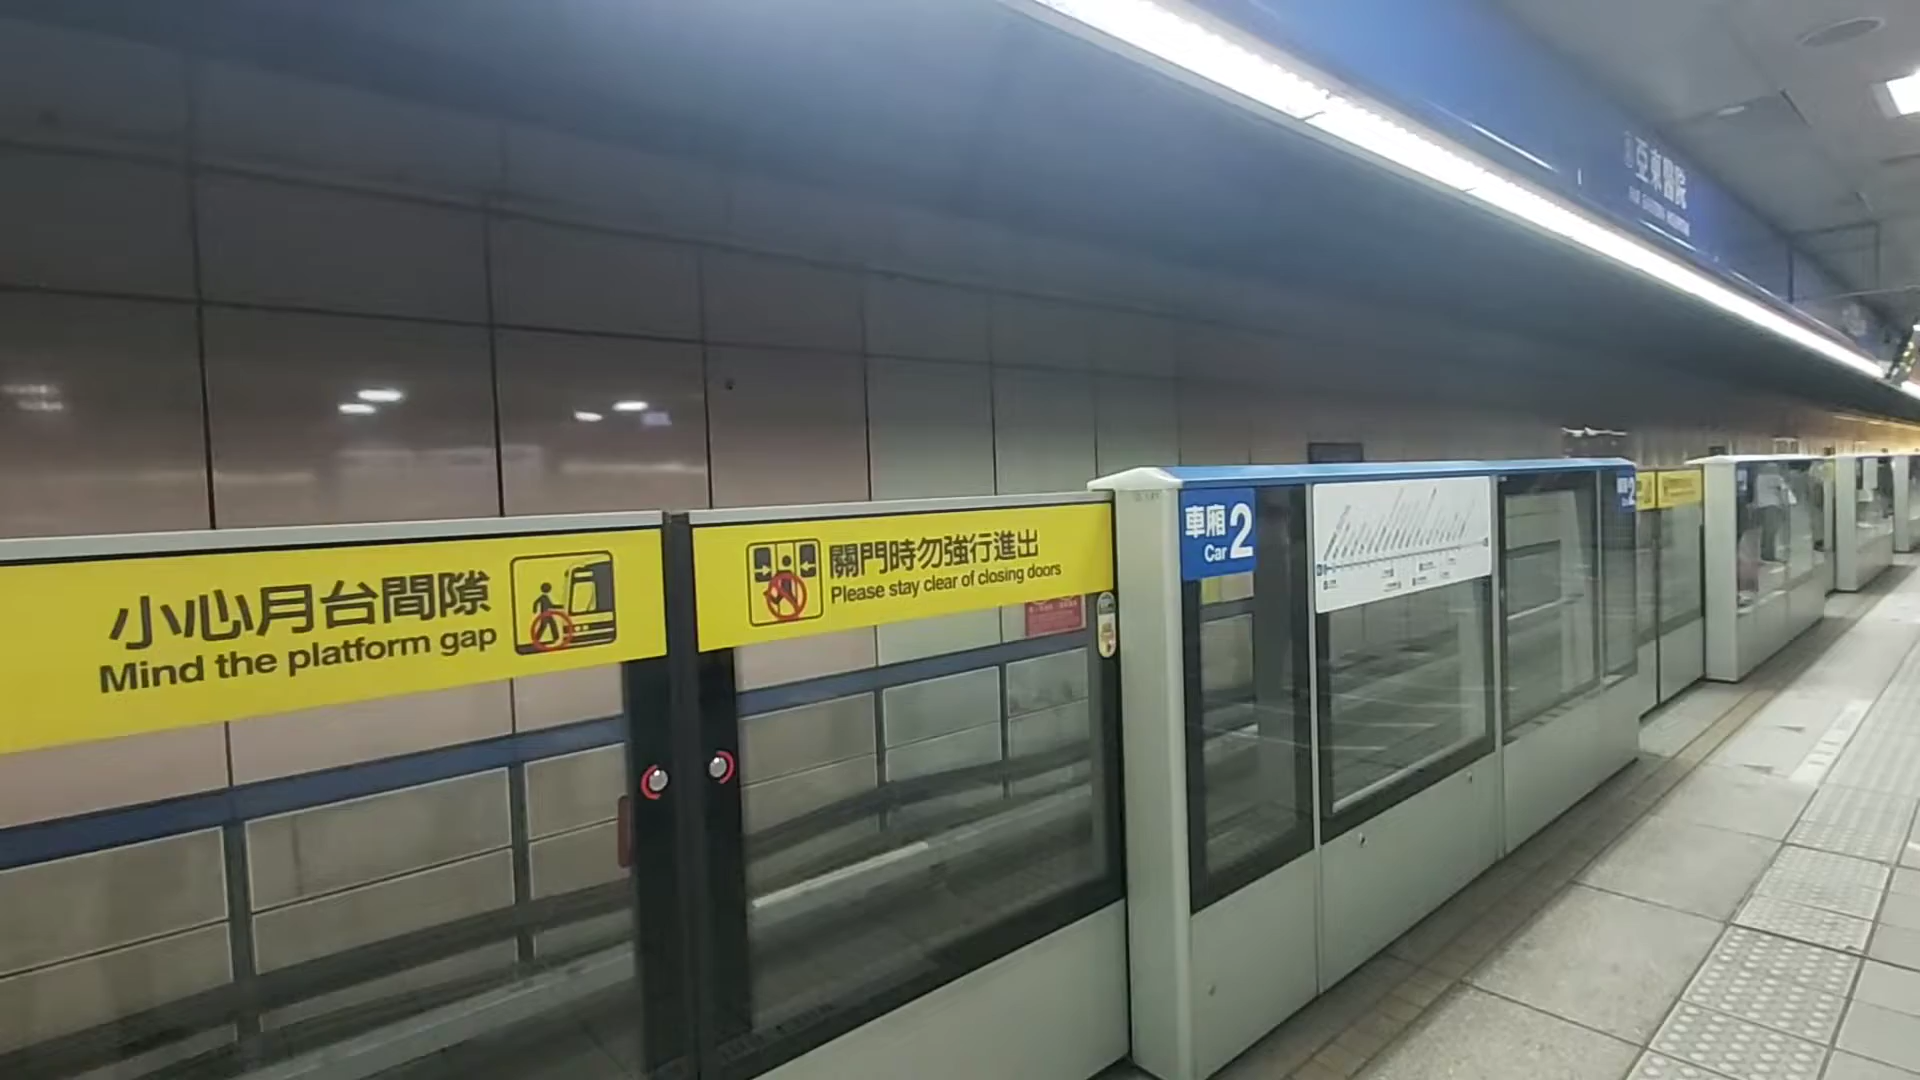 小心月台間隙
Mind the platform gap
關門時勿強行進出
Please stay clear of closing doors
車廂 2
Car
亞東醫院
2